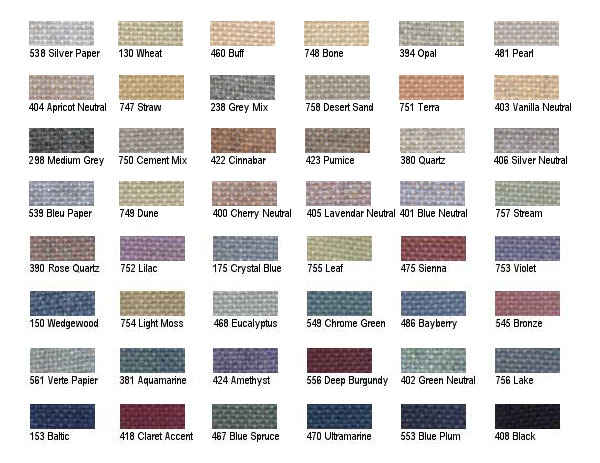 538 Silver Paper
130 Wheat
460 Buff
748 Bone
394 Opal
481 Pearl
404 Apricot Neutral
747 Straw
238 Grey Mix
758 Desert Sand
751 Terra
403 Vanilla Neutral
298 Medium Grey
750 Cement Mix
422 Cinnabar
423 Pumice
380 Quartz
406 Silver Neutral
539 Bleu Paper
749 Dune
400 Cherry Neutral
405 Lavendar Neutral
401 Blue Neutral
757 Stream
390 Rose Quartz
752 Lilac
175 Crystal Blue
755 Leaf
475 Sienna
753 Violet
150 Wedgewood
754 Light Moss
468 Eucalyptus
549 Chrome Green
486 Bayberry
545 Bronze
561 Verte Papier
381 Aquamarine
424 Amethyst
556 Deep Burgundy
402 Green Neutral
756 Lake
153 Baltic
418 Claret Accent
467 Blue Spruce
470 Ultramarine
553 Blue Plum
408 Black